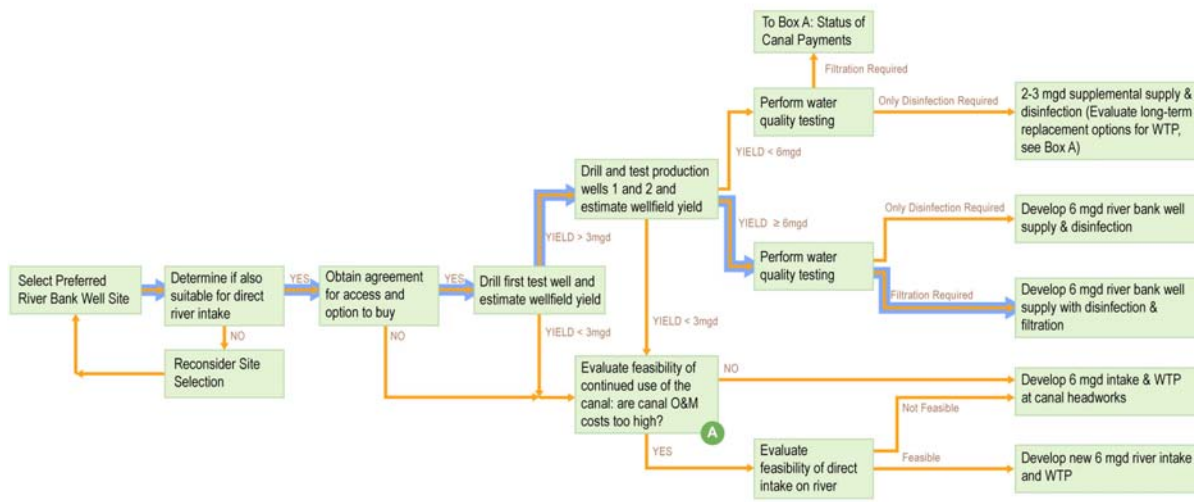 To Box A: Status of
Canal Payments
Filtration Required
Perform water
quality testing
Only Disinfection Required
2-3 mgd supplemental supply &
disinfection (Evaluate long-term
replacement options for WTP,
see Box A)
YIELD < 6mgd
Drill and test production
wells 1 and 2 and
estimate wellfield yield
YIELD > 3mgd
YIELD ≥ 6mgd
Only Disinfection Required
Develop 6 mgd river bank well
supply & disinfection
Perform water
quality testing
Filtration Required
Develop 6 mgd river bank well
supply with disinfection &
filtration
Select Preferred
River Bank Well Site
Determine if also
suitable for direct
river intake
YES
Obtain agreement
for access and
option to buy
YES
Drill first test well and
estimate wellfield yield
NO
Reconsider Site
Selection
NO
YIELD < 3mgd
YIELD < 3mgd
Evaluate feasibility of
continued use of the
canal: are canal O&M
costs too high?
A
NO
Develop 6 mgd intake & WTP
at canal headworks
YES
Evaluate
feasibility of direct
intake on river
Not Feasible
Feasible
Develop new 6 mgd river intake
and WTP